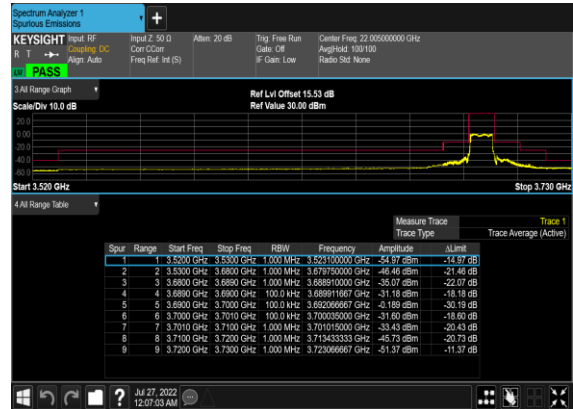 Spectrum Analyzer 1
Spurious Emissions
+
KEYSIGHT Input: RF Input Z: 50 Ω Atten: 20 dB Trig: Free Run Center Freq: 22.005000000 GHz
R T Coupling: DC Corr CCorr Gate: Off Avg|Hold: 100/100
Align: Auto Freq Ref: Int (S) IF Gain: Low Radio Std: None
PASS
3 All Range Graph
Ref Lvl Offset 15.53 dB
Scale/Div 10.0 dB Ref Value 30.00 dBm
20.0
0.00
-20.0
-40.0
-60.0
Start 3.520 GHz Stop 3.730 GHz
4 All Range Table
Measure Trace Trace 1
Trace Type Trace Average (Active)
Spur Range Start Freq Stop Freq RBW Frequency Amplitude ΔLimit
1 1 3.5200 GHz 3.5300 GHz 1.000 MHz 3.523100000 GHz -54.97 dBm -14.97 dB
2 2 3.5300 GHz 3.6800 GHz 1.000 MHz 3.679750000 GHz -46.46 dBm -21.46 dB
3 3 3.6800 GHz 3.6890 GHz 1.000 MHz 3.688910000 GHz -35.07 dBm -22.07 dB
4 4 3.6890 GHz 3.6900 GHz 100.0 kHz 3.689911667 GHz -31.18 dBm -18.18 dB
5 5 3.6900 GHz 3.7000 GHz 100.0 kHz 3.692066667 GHz -0.189 dBm -30.19 dB
6 6 3.7000 GHz 3.7010 GHz 100.0 kHz 3.700035000 GHz -31.60 dBm -18.60 dB
7 7 3.7010 GHz 3.7100 GHz 1.000 MHz 3.701015000 GHz -33.43 dBm -20.43 dB
8 8 3.7100 GHz 3.7200 GHz 1.000 MHz 3.713433333 GHz -45.73 dBm -20.73 dB
9 9 3.7200 GHz 3.7300 GHz 1.000 MHz 3.723066667 GHz -51.37 dBm -11.37 dB
? Jul 27, 2022
12:07:03 AM